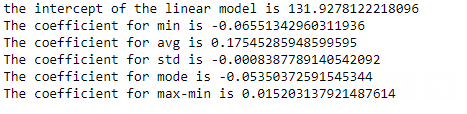 the intercept of the linear model is 131.9278122218096
The coefficient for min is -0.06551342960311936
The coefficient for avg is 0.17545285948599595
The coefficient for std is -0.0008387789140542092
The coefficient for mode is -0.05350372591545344
The coefficient for max-min is 0.015203137921487614